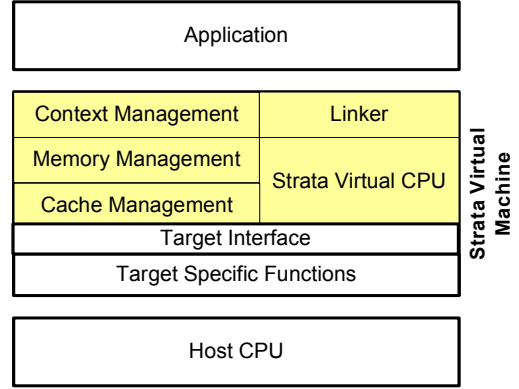 Application
Context Management
Linker
Memory Management
Strata Virtual CPU
Cache Management
Target Interface
Target Specific Functions
Strata Virtual
Machine
Host CPU